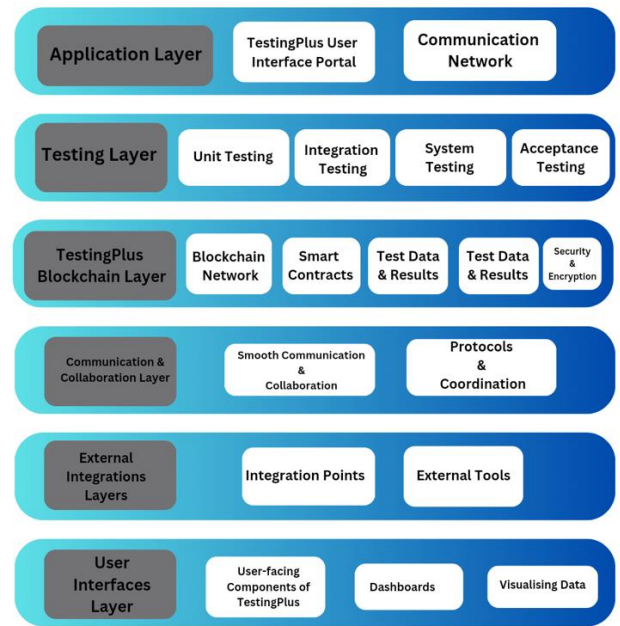 Application Layer
TestingPlus User
Interface Portal
Communication
Network
Testing Layer
Unit Testing
Integration
Testing
System
Testing
Acceptance
Testing
TestingPlus
Blockchain Layer
Blockchain
Network
Smart
Contracts
Test Data
& Results
Test Data
& Results
Security
&
Encryption
Communication &
Collaboration Layer
Smooth Communication
&
Collaboration
Protocols
&
Coordination
External
Integrations
Layers
Integration Points
External Tools
User
Interfaces
Layer
User-facing
Components of
TestingPlus
Dashboards
Visualising Data